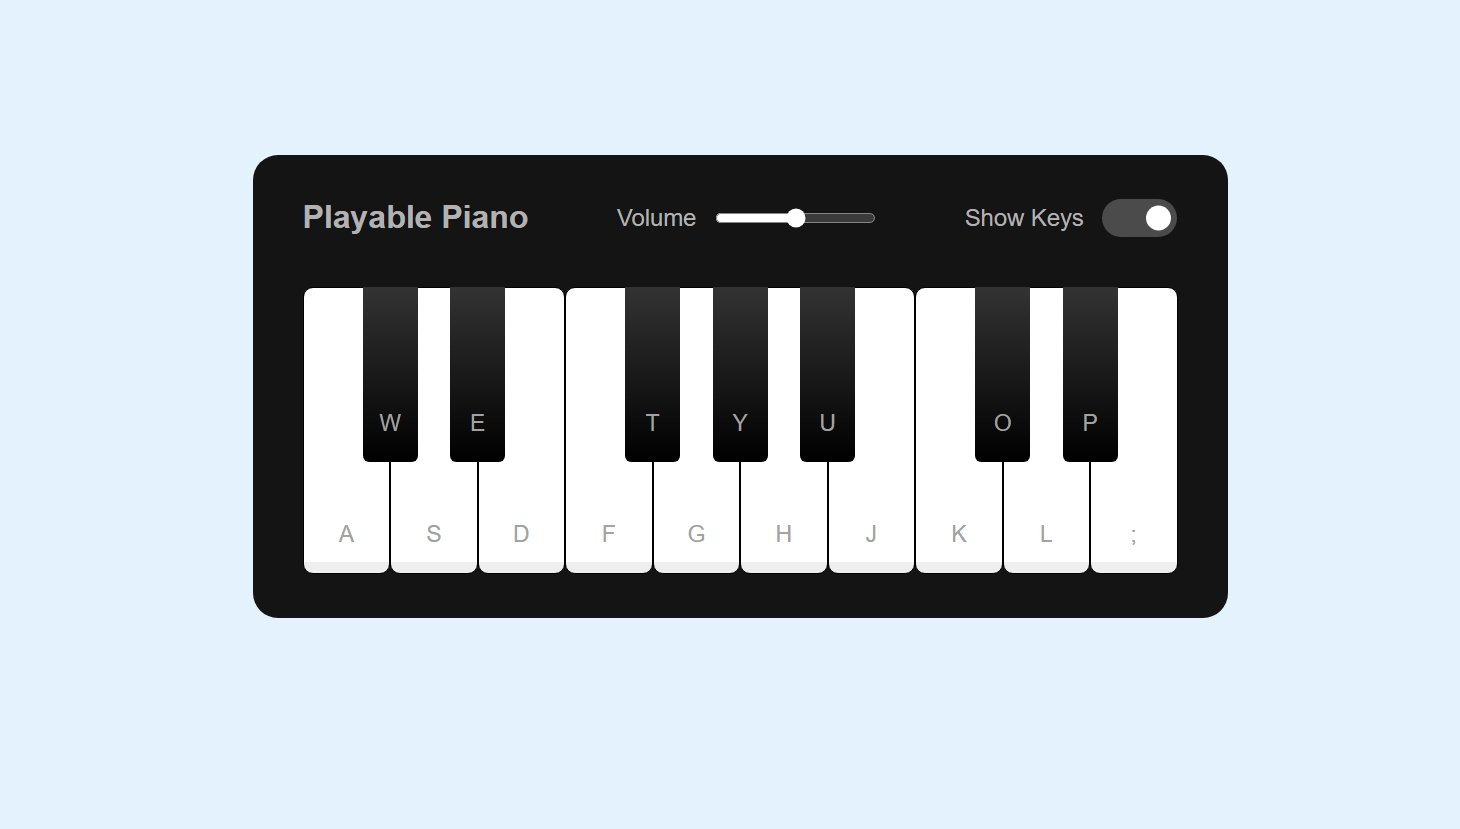 Playable Piano
Volume
Show Keys
W E T Y U O P
A S D F G H J K L ;